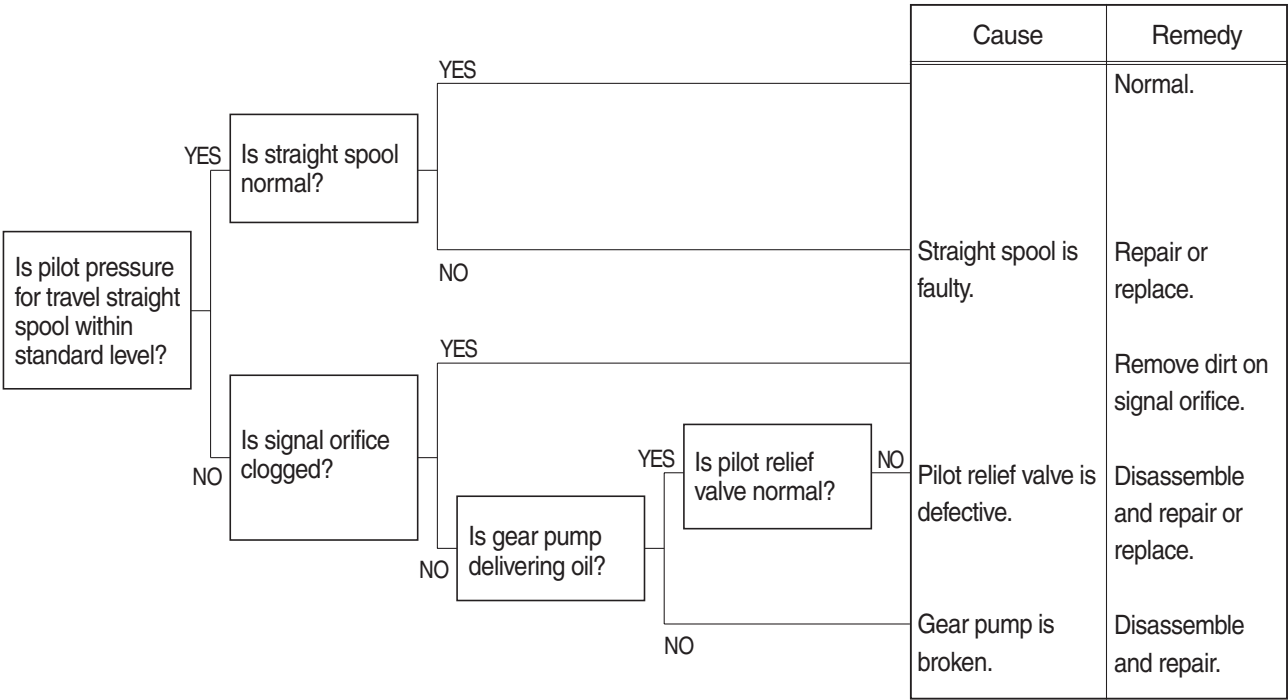 Cause
Remedy
YES
Normal.
YES
Is straight spool
normal?
NO
Straight spool is
faulty.
Repair or
replace.
Is pilot pressure
for travel straight
spool within
standard level?
YES
Remove dirt on
signal orifice.
NO
Is signal orifice
clogged?
YES
Is pilot relief
valve normal?
NO
Pilot relief valve is
defective.
Disassemble
and repair or
replace.
NO
Is gear pump
delivering oil?
NO
Gear pump is
broken.
Disassemble
and repair.